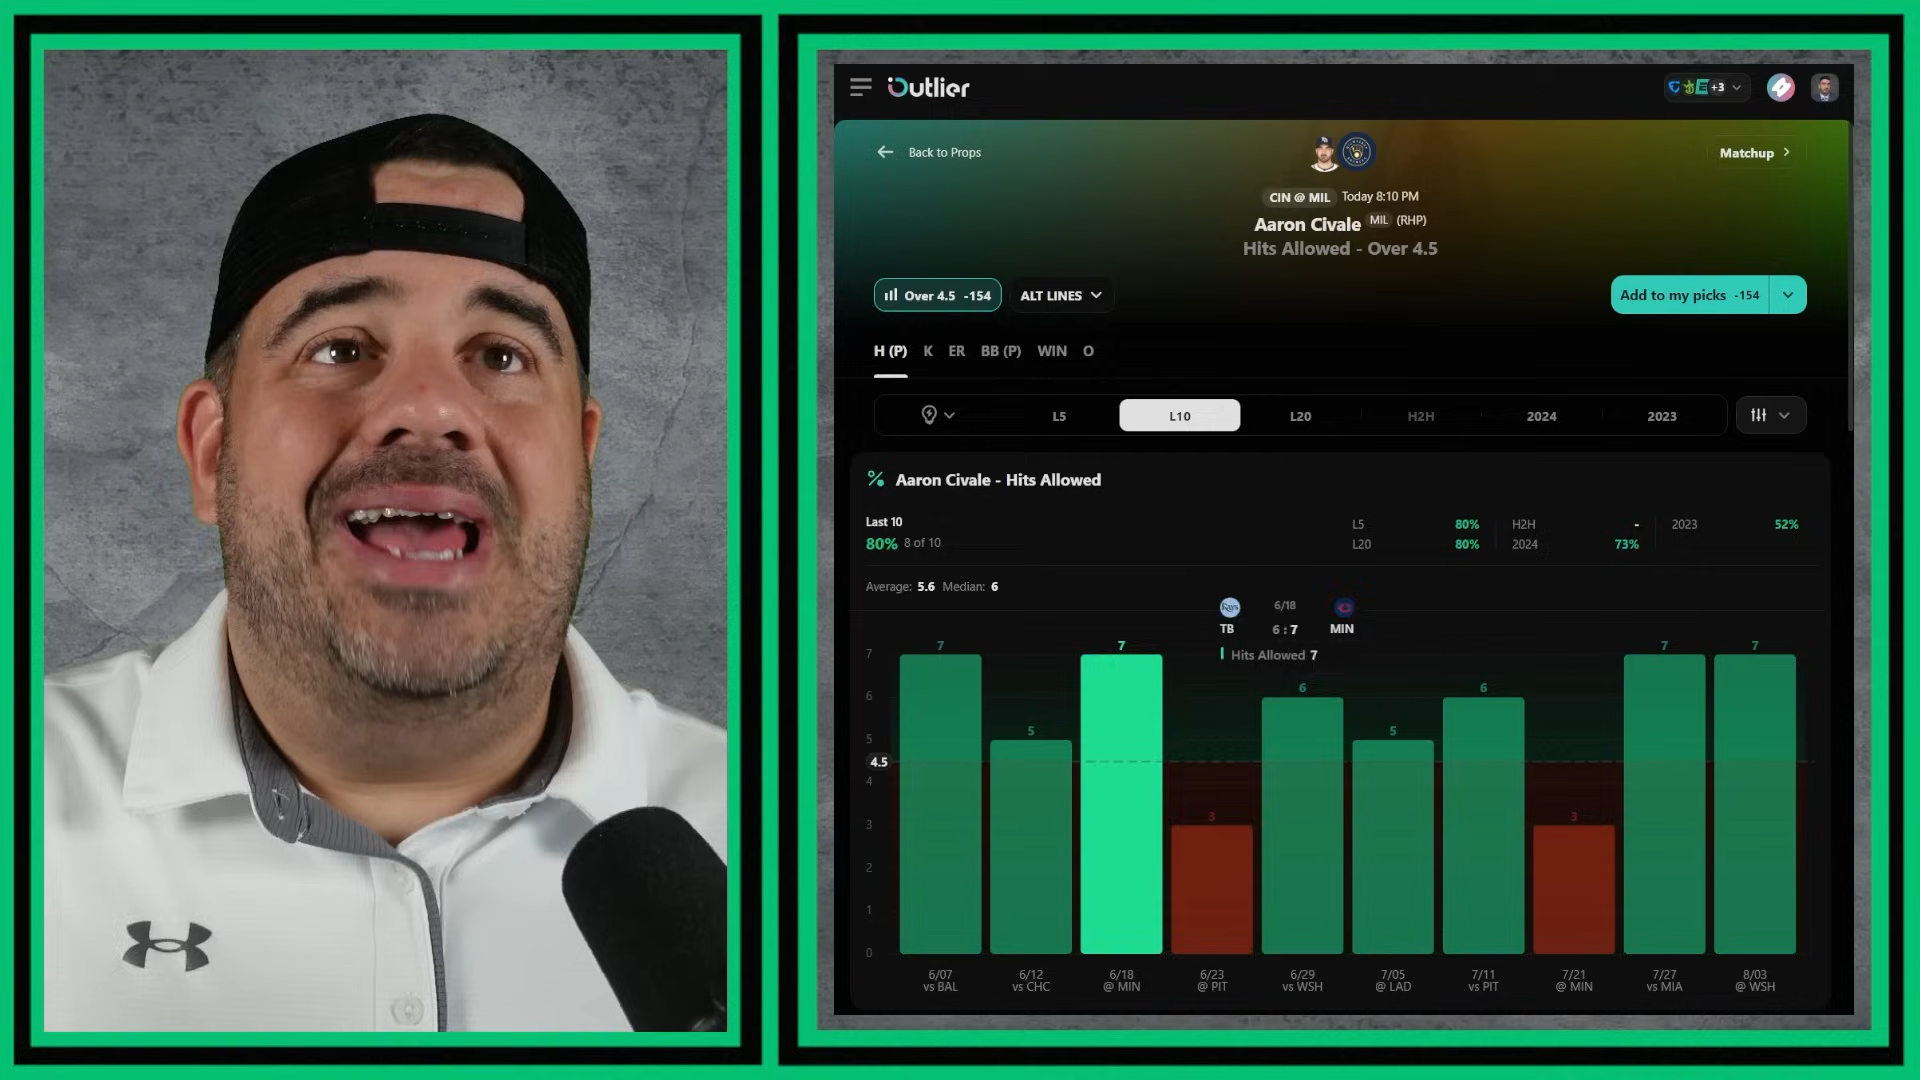 Outlier
+3
Back to Props
Matchup
CIN @ MIL Today 8:10 PM
Aaron Civale MIL (RHP)
Hits Allowed - Over 4.5
Over 4.5 -154
ALT LINES
Add to my picks -154
H (P) K ER BB (P) WIN O
L5 L10 L20 H2H 2024 2023
Aaron Civale - Hits Allowed
Last 10
80% 8 of 10
L5 80% H2H - 2023 52%
L20 80% 2024 73%
Average: 5.6 Median: 6
Rays 6/18
TB 6 : 7 MIN
Hits Allowed 7
7 5 7 3 6 5 6 3 7 7
7
6
5
4.5
4
3
2
1
0
6/07 6/12 6/18 6/23 6/29 7/05 7/11 7/21 7/27 8/03
vs BAL vs CHC @ MIN @ PIT vs WSH @ LAD vs PIT @ MIN vs MIA @ WSH